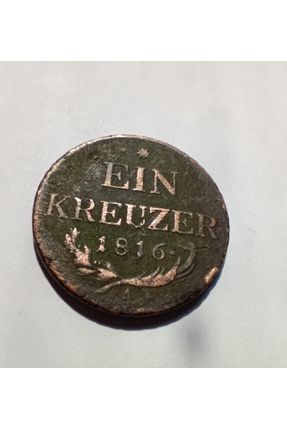 EIN
KREUZER
1816.
A